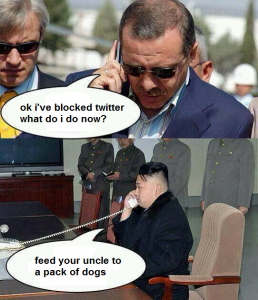 ok i've blocked twitter
what do i do now?
feed your uncle to
a pack of dogs